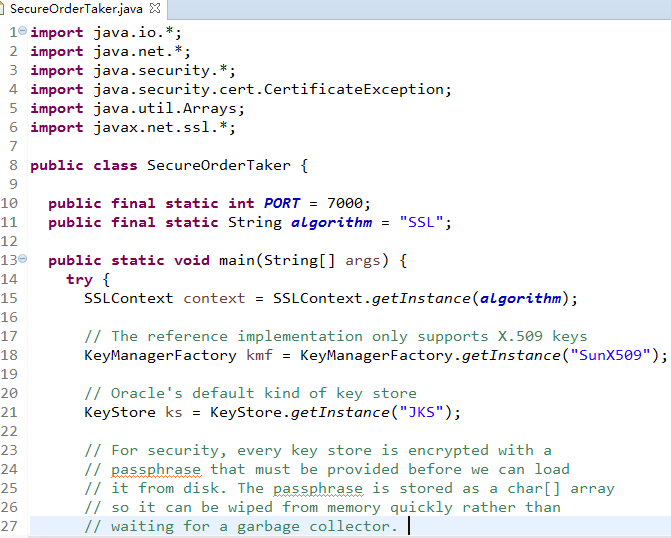 SecureOrderTaker.java
1 import java.io.*;
2 import java.net.*;
3 import java.security.*;
4 import java.security.cert.CertificateException;
5 import java.util.Arrays;
6 import javax.net.ssl.*;
7
8 public class SecureOrderTaker {
9
10 public final static int PORT = 7000;
11 public final static String algorithm = "SSL";
12
13 public static void main(String[] args) {
14 try {
15 SSLContext context = SSLContext.getInstance(algorithm);
16
17 // The reference implementation only supports X.509 keys
18 KeyManagerFactory kmf = KeyManagerFactory.getInstance("SunX509");
19
20 // Oracle's default kind of key store
21 KeyStore ks = KeyStore.getInstance("JKS");
22
23 // For security, every key store is encrypted with a
24 // passphrase that must be provided before we can load
25 // it from disk. The passphrase is stored as a char[] array
26 // so it can be wiped from memory quickly rather than
27 // waiting for a garbage collector.